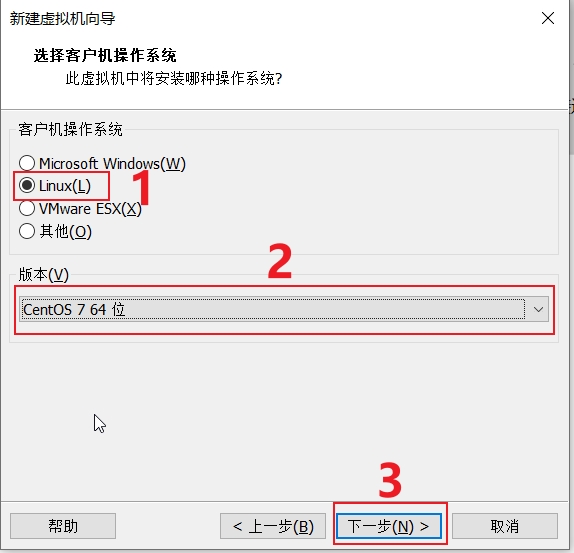 新建虚拟机向导
选择客户机操作系统
此虚拟机中将安装哪种操作系统?
客户机操作系统
Microsoft Windows(W)
Linux(L)
1
VMware ESX(X)
其他(O)
2
版本(V)
CentOS 7 64 位
3
帮助
< 上一步(B)
下一步(N) >
取消